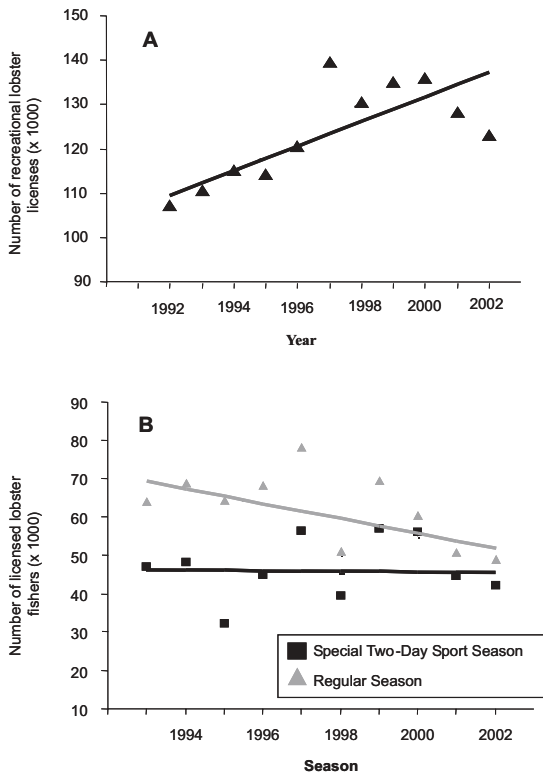 A
Number of recreational lobster
licenses (x 1000)
150
140
130
120
110
100
90
1992 1994 1996 1998 2000 2002
Year
B
Number of licensed lobster
fishers (x 1000)
90
80
70
60
50
40
30
20
10
Special Two-Day Sport Season
Regular Season
1994 1996 1998 2000 2002
Season